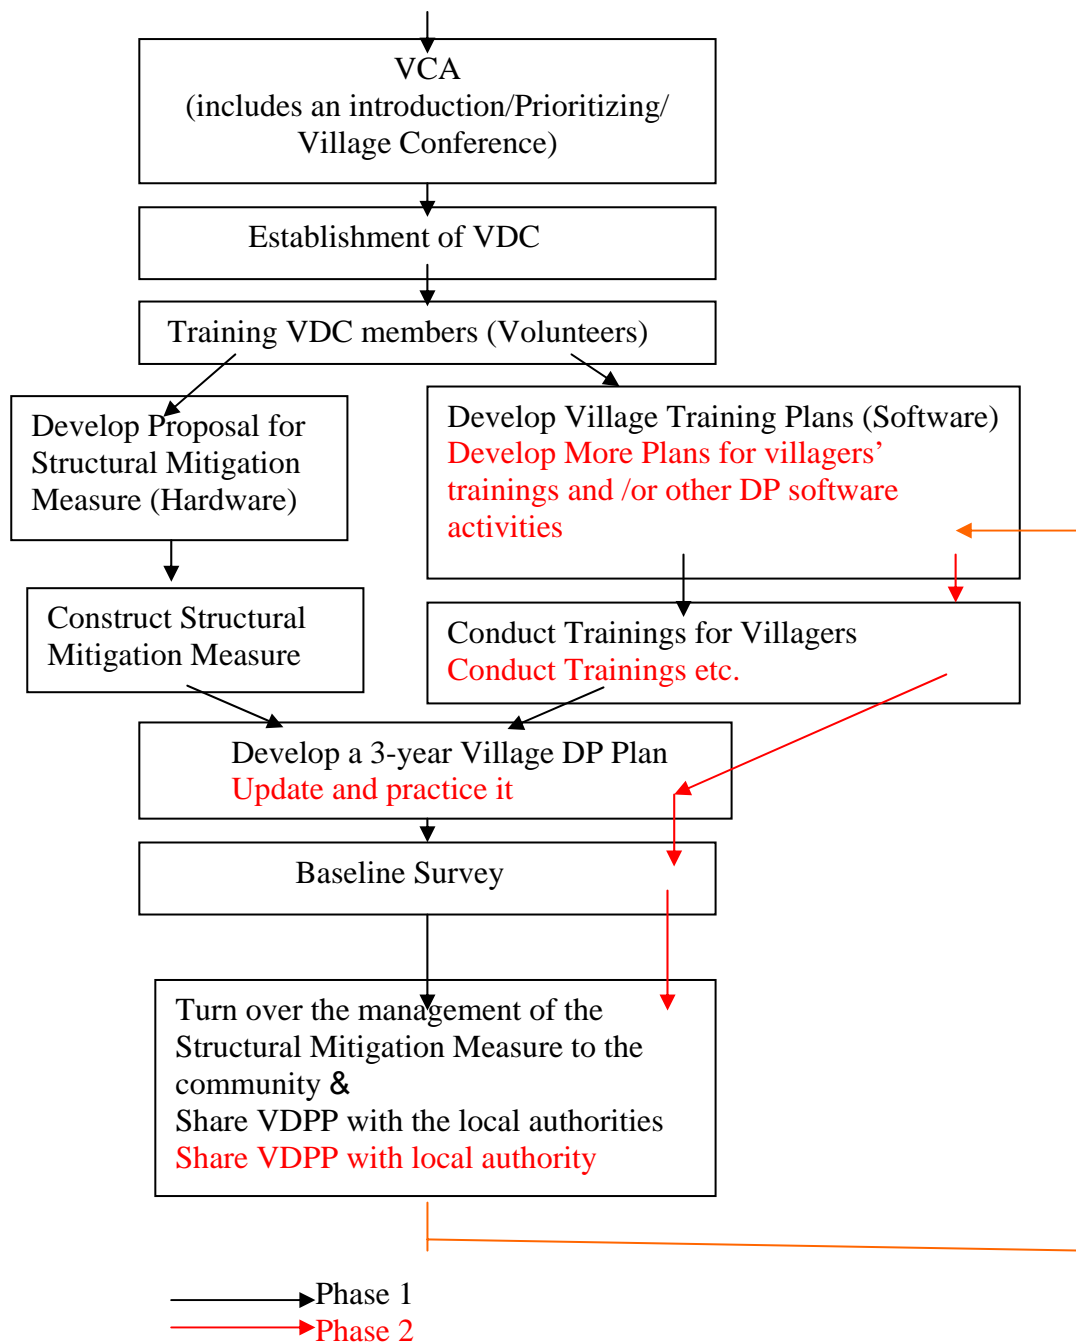 VCA
(includes an introduction/Prioritizing/
Village Conference)
Establishment of VDC
Training VDC members (Volunteers)
Develop Proposal for
Structural Mitigation
Measure (Hardware)
Develop Village Training Plans (Software)
Develop More Plans for villagers’
trainings and /or other DP software
activities
Construct Structural
Mitigation Measure
Conduct Trainings for Villagers
Conduct Trainings etc.
Develop a 3-year Village DP Plan
Update and practice it
Baseline Survey
Turn over the management of the
Structural Mitigation Measure to the
community &
Share VDPP with the local authorities
Share VDPP with local authority
Phase 1
Phase 2